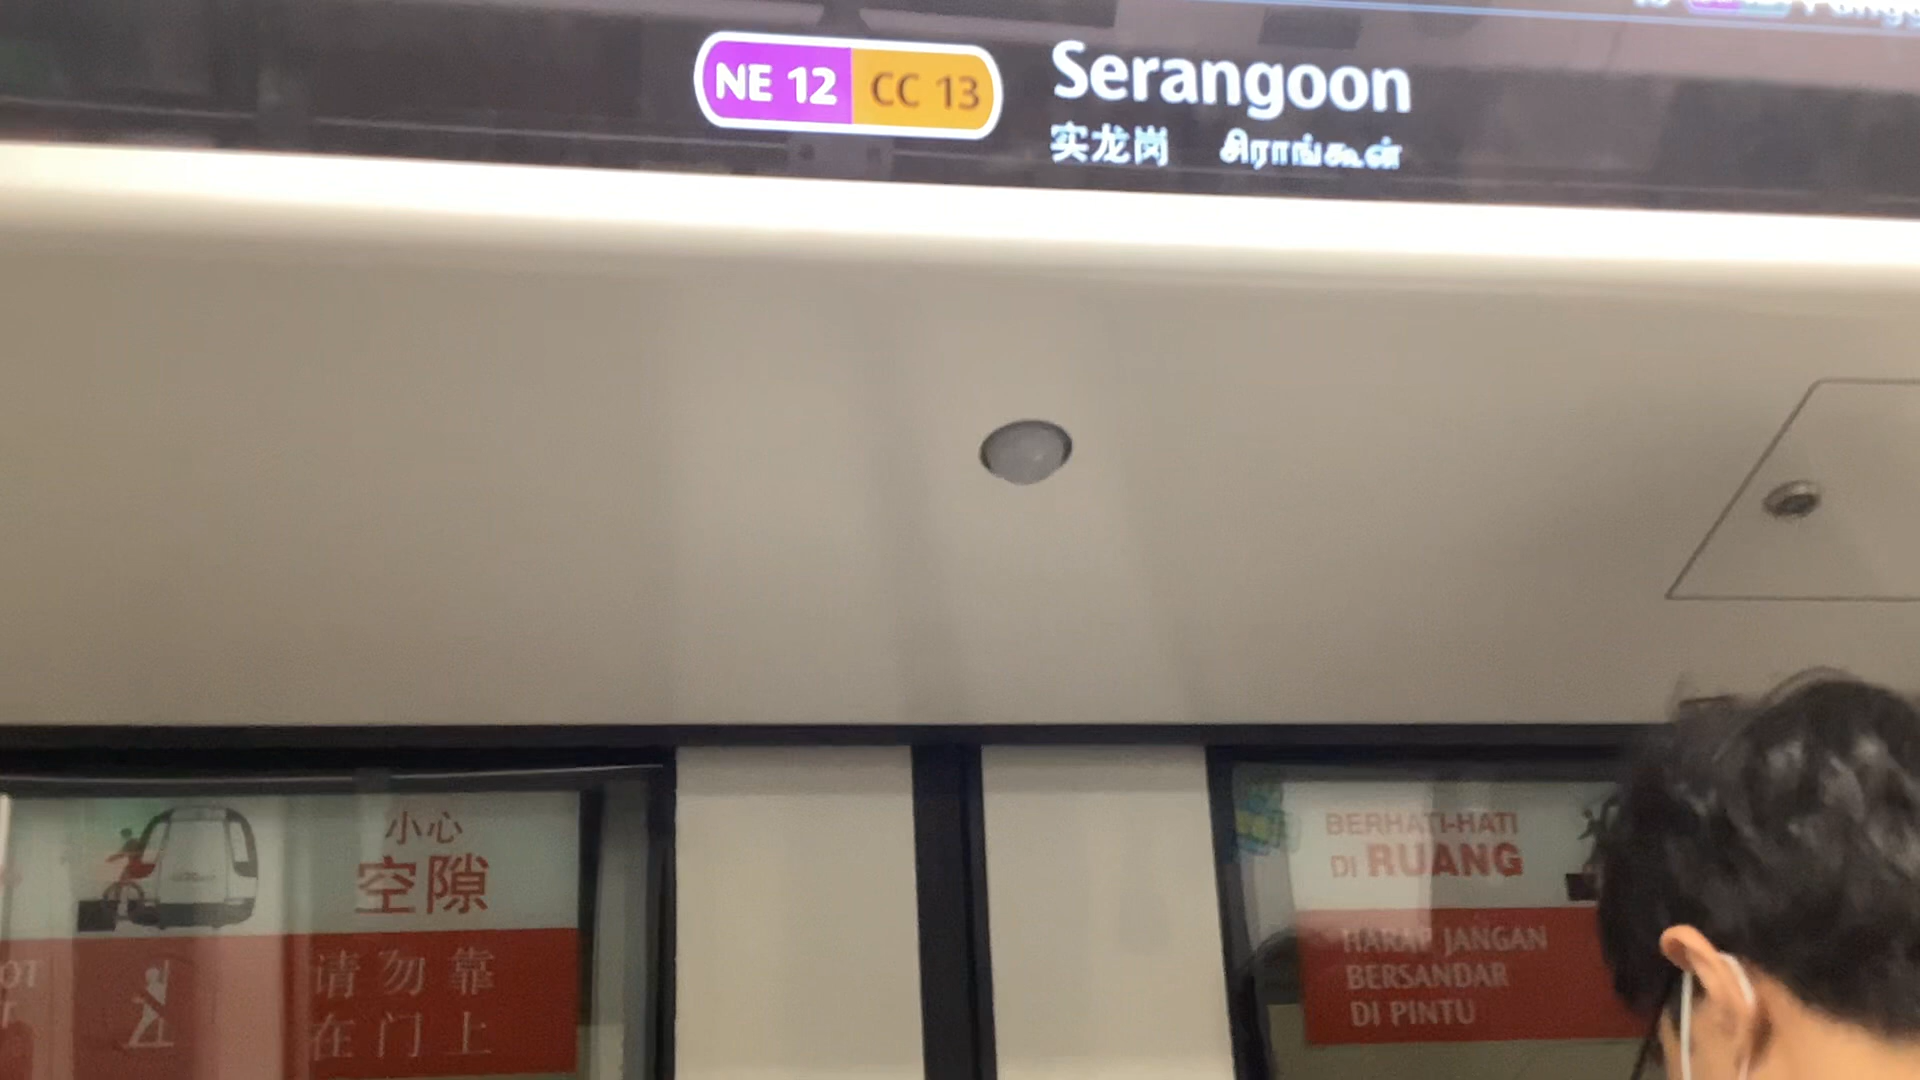 NE 12 CC 13 Serangoon
实龙岗 சிராங்கூன்
小心
空隙
请勿靠
在门上
BERHATI-HATI
DI RUANG
HARAP JANGAN
BERSANDAR
DI PINTU